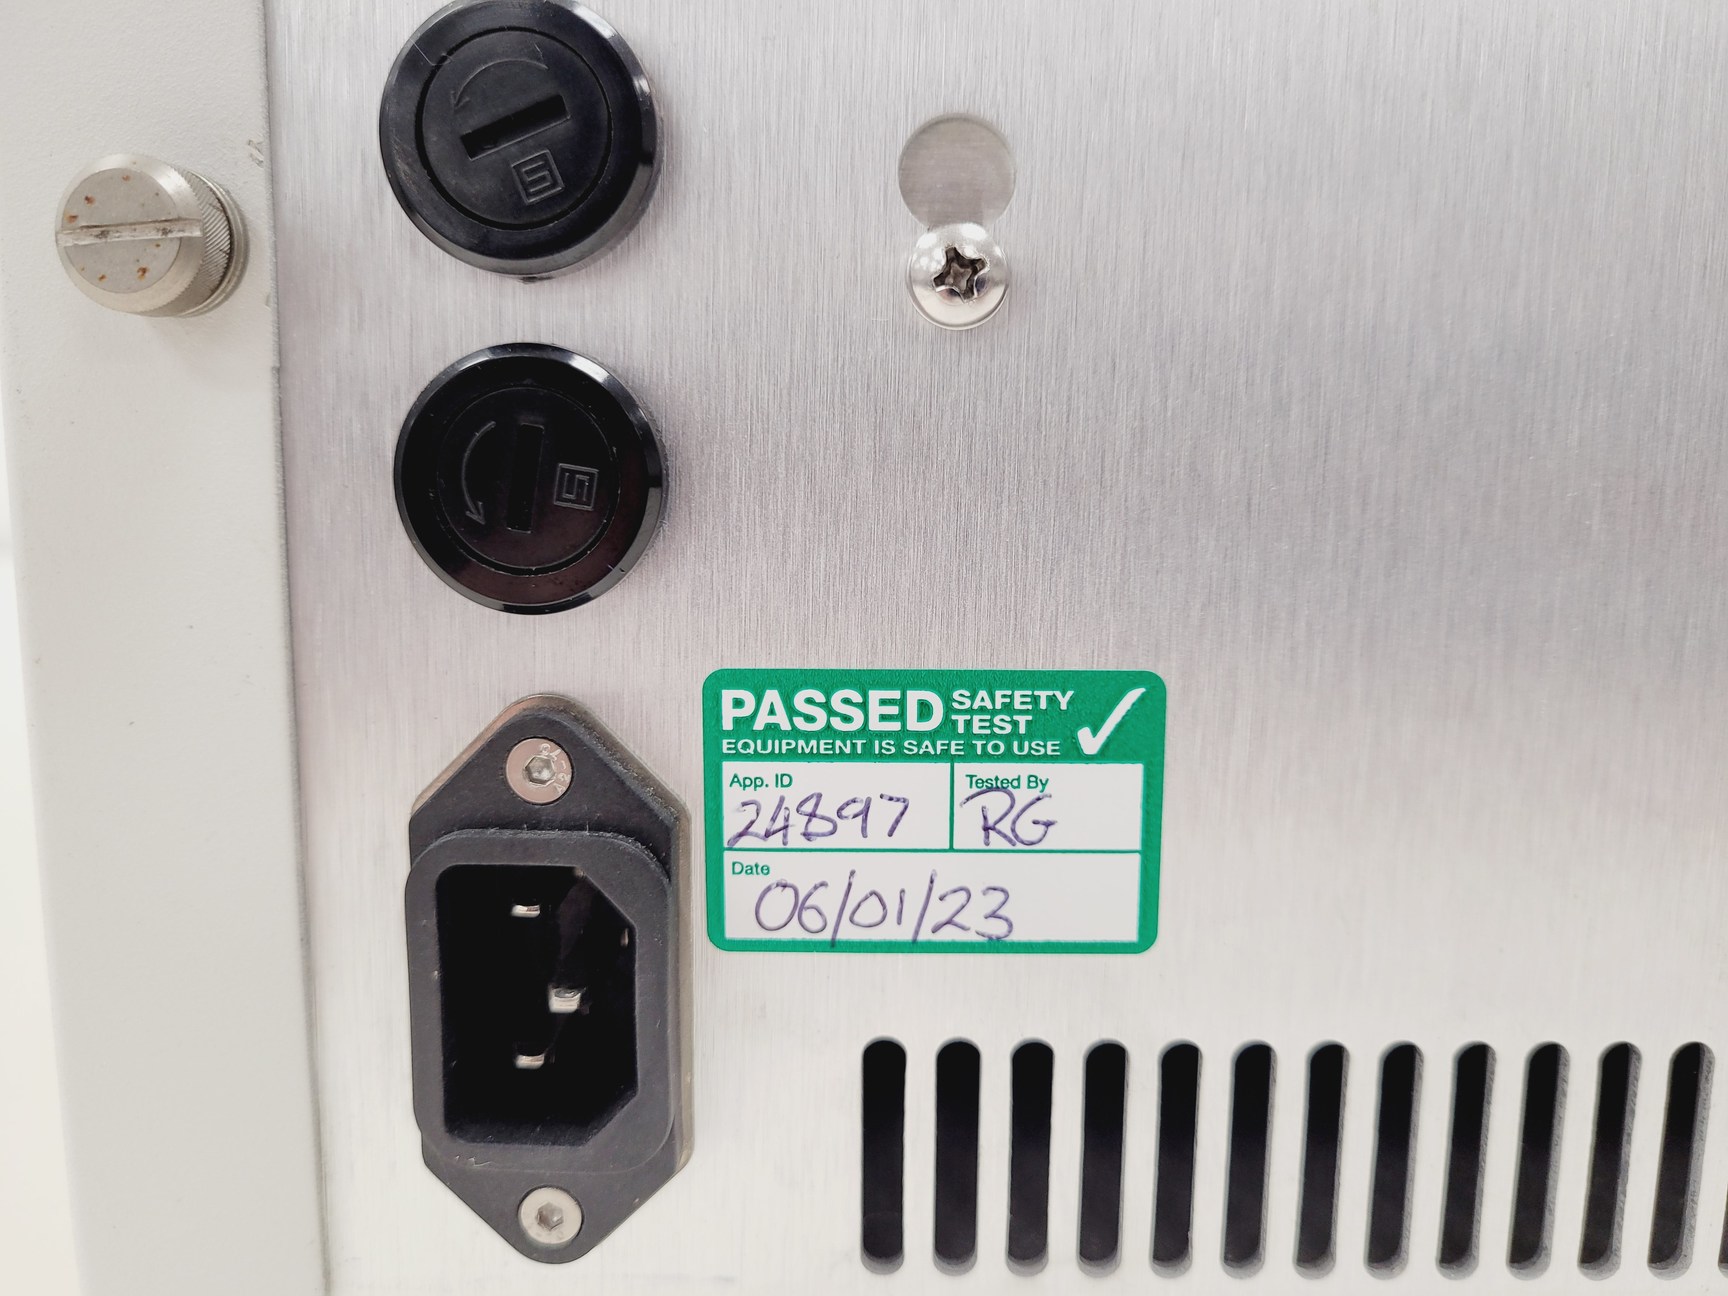 PASSED SAFETY TEST
EQUIPMENT IS SAFE TO USE
App. ID
24897
Tested By
RG
Date
06/01/23